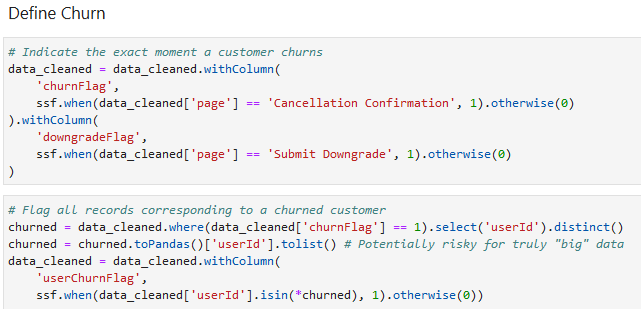 Define Churn
# Indicate the exact moment a customer churns
data_cleaned = data_cleaned.withColumn(
    'churnFlag',
    ssf.when(data_cleaned['page'] == 'Cancellation Confirmation', 1).otherwise(0)
).withColumn(
    'downgradeFlag',
    ssf.when(data_cleaned['page'] == 'Submit Downgrade', 1).otherwise(0)
)
# Flag all records corresponding to a churned customer
churned = data_cleaned.where(data_cleaned['churnFlag'] == 1).select('userId').distinct()
churned = churned.toPandas()['userId'].tolist() # Potentially risky for truly "big" data
data_cleaned = data_cleaned.withColumn(
    'userChurnFlag',
    ssf.when(data_cleaned['userId'].isin(*churned), 1).otherwise(0))